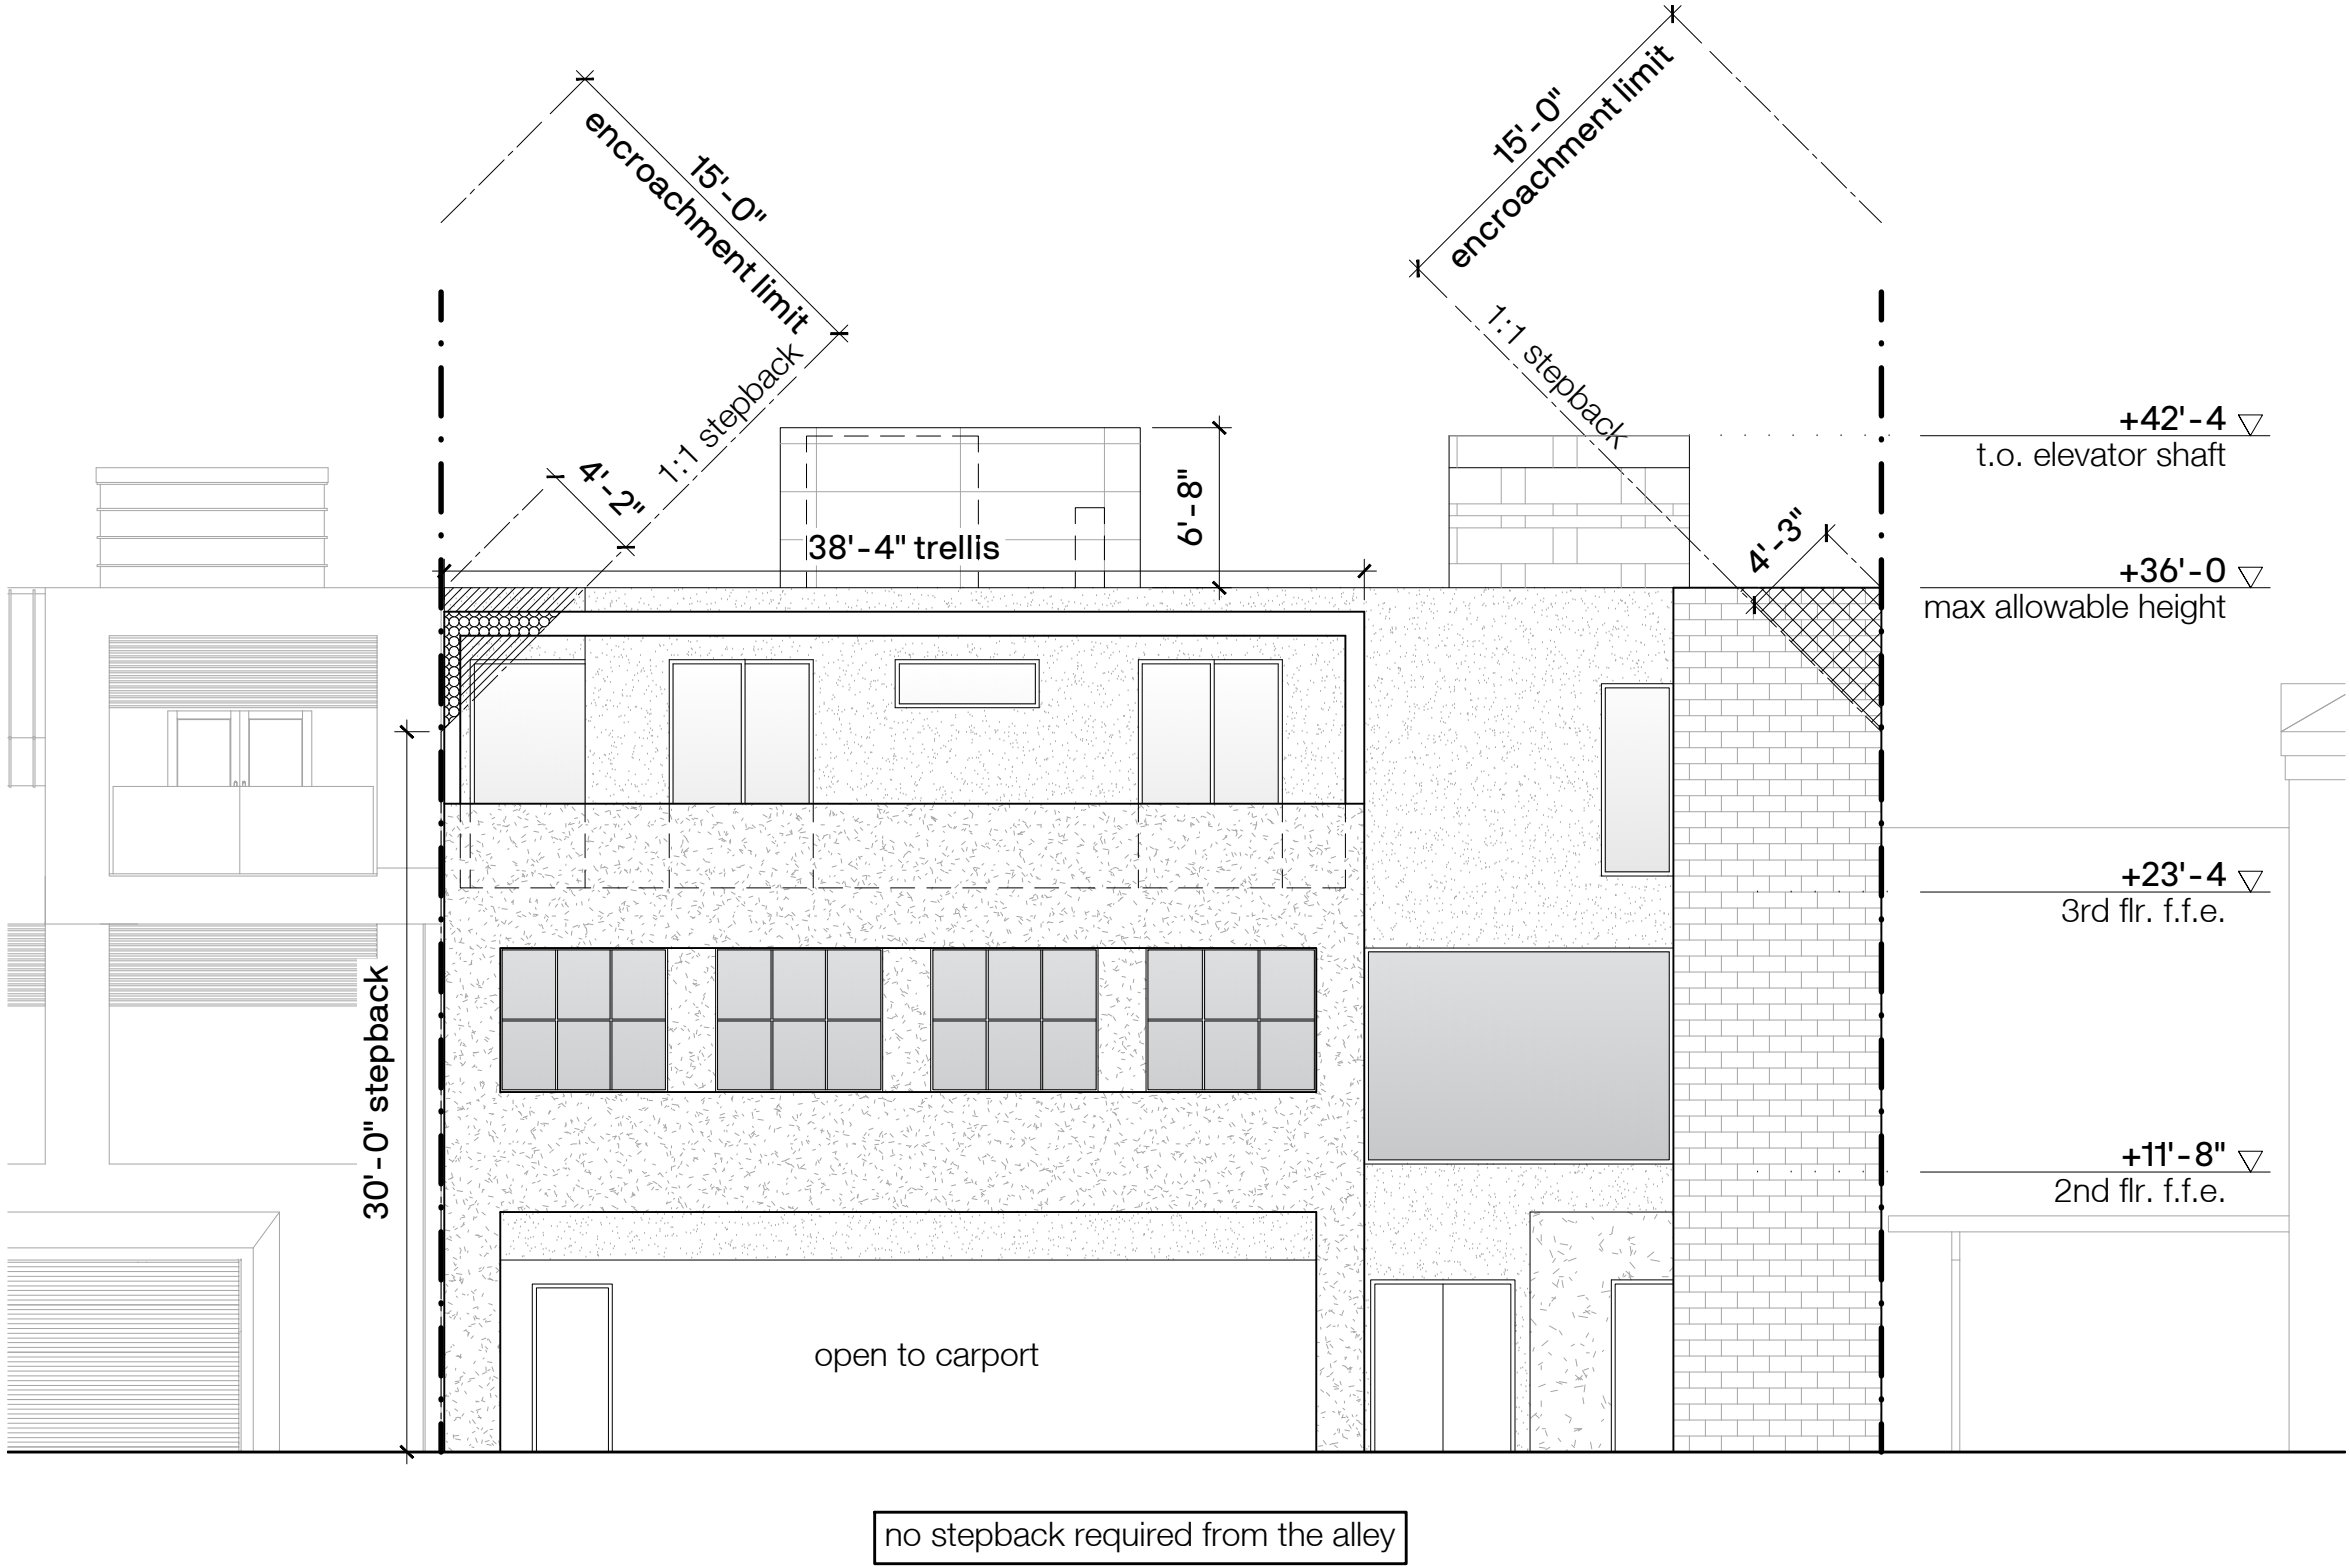 15'-0"
encroachment limit
1:1 stepback
4'-2"
15'-0"
encroachment limit
1:1 stepback
4'-3"
38'-4" trellis
6'-8"
+42'-4
t.o. elevator shaft
+36'-0
max allowable height
+23'-4
3rd flr. f.f.e.
+11'-8"
2nd flr. f.f.e.
30'-0" stepback
open to carport
no stepback required from the alley